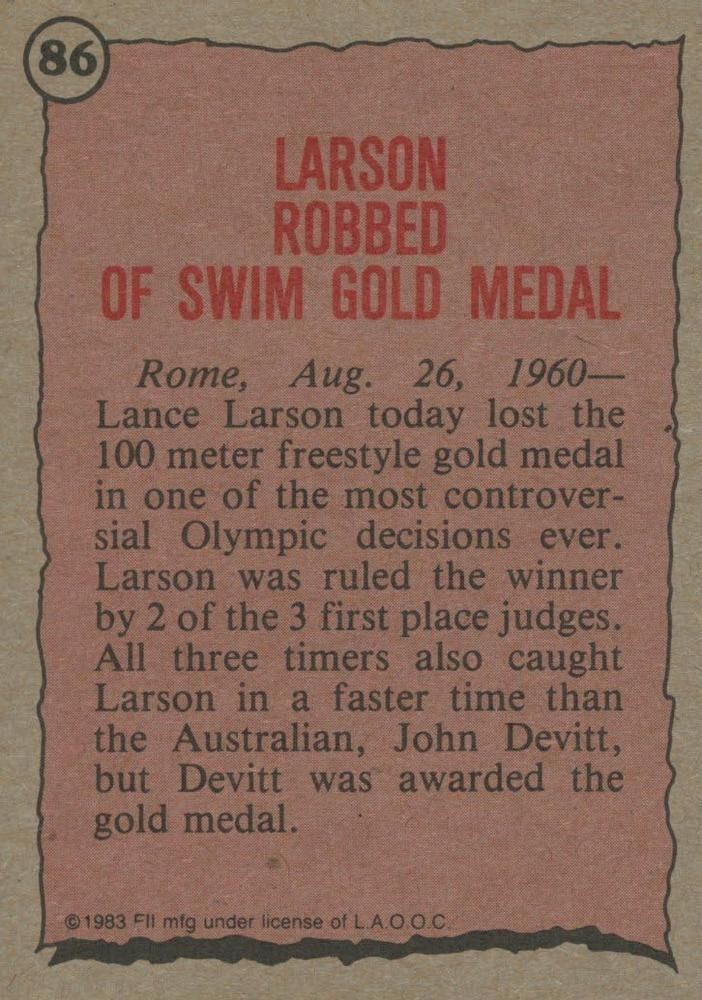 86
LARSON
ROBBED
OF SWIM GOLD MEDAL
Rome, Aug. 26, 1960—
Lance Larson today lost the
100 meter freestyle gold medal
in one of the most controver-
sial Olympic decisions ever.
Larson was ruled the winner
by 2 of the 3 first place judges.
All three timers also caught
Larson in a faster time than
the Australian, John Devitt,
but Devitt was awarded the
gold medal.
©1983 FII mfg under license of L.A.O.O.C.